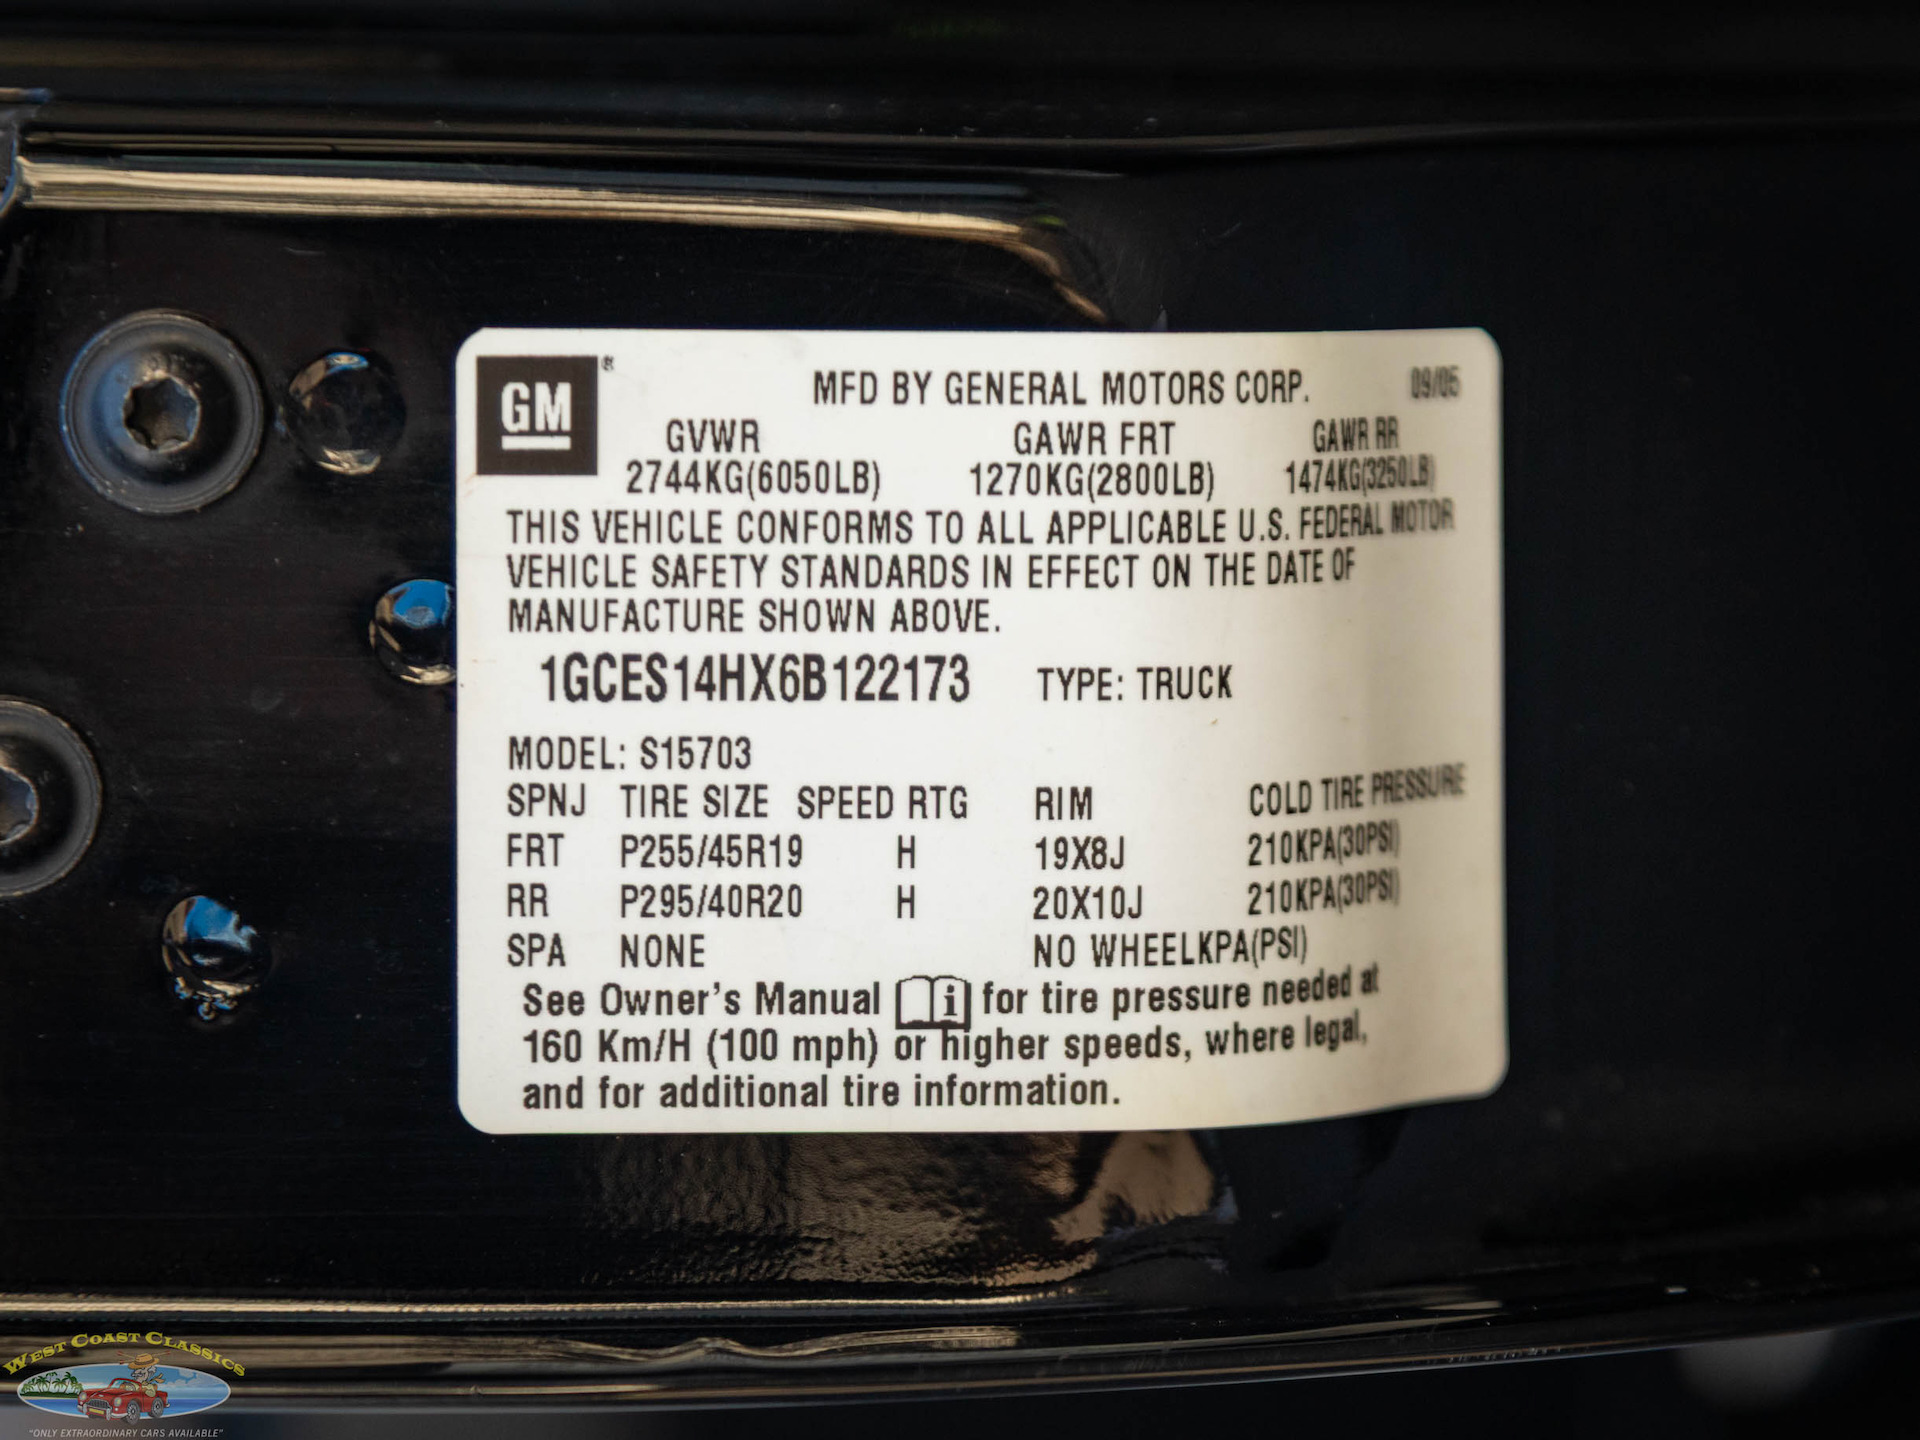 GM®
MFD BY GENERAL MOTORS CORP. 09/05
GVWR GAWR FRT GAWR RR
2744KG(6050LB) 1270KG(2800LB) 1474KG(3250LB)
THIS VEHICLE CONFORMS TO ALL APPLICABLE U.S. FEDERAL MOTOR
VEHICLE SAFETY STANDARDS IN EFFECT ON THE DATE OF
MANUFACTURE SHOWN ABOVE.
1GCES14HX6B122173 TYPE: TRUCK
MODEL: S15703
SPNJ TIRE SIZE SPEED RTG RIM COLD TIRE PRESSURE
FRT P255/45R19 H 19X8J 210KPA(30PSI)
RR P295/40R20 H 20X10J 210KPA(30PSI)
SPA NONE NO WHEELKPA(PSI)
See Owner's Manual i for tire pressure needed at
160 Km/H (100 mph) or higher speeds, where legal,
and for additional tire information.
WEST COAST CLASSICS
"ONLY EXTRAORDINARY CARS AVAILABLE"